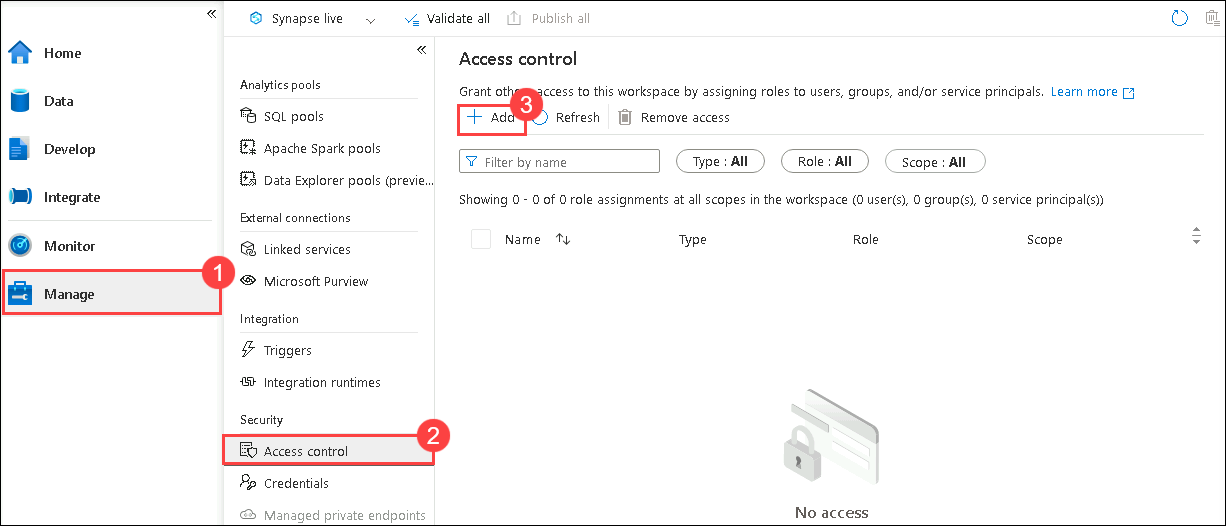 Synapse live
Validate all
Publish all
Home
Data
Develop
Integrate
Monitor
Manage
1
Analytics pools
SQL pools
Apache Spark pools
Data Explorer pools (previe...
External connections
Linked services
Microsoft Purview
Integration
Triggers
Integration runtimes
Security
Access control
2
Credentials
Managed private endpoints
Access control
Grant othe access to this workspace by assigning roles to users, groups, and/or service principals. Learn more
3
Add Refresh Remove access
Filter by name Type : All Role : All Scope : All
Showing 0 - 0 of 0 role assignments at all scopes in the workspace (0 user(s), 0 group(s), 0 service principal(s))
Name Type Role Scope
No access